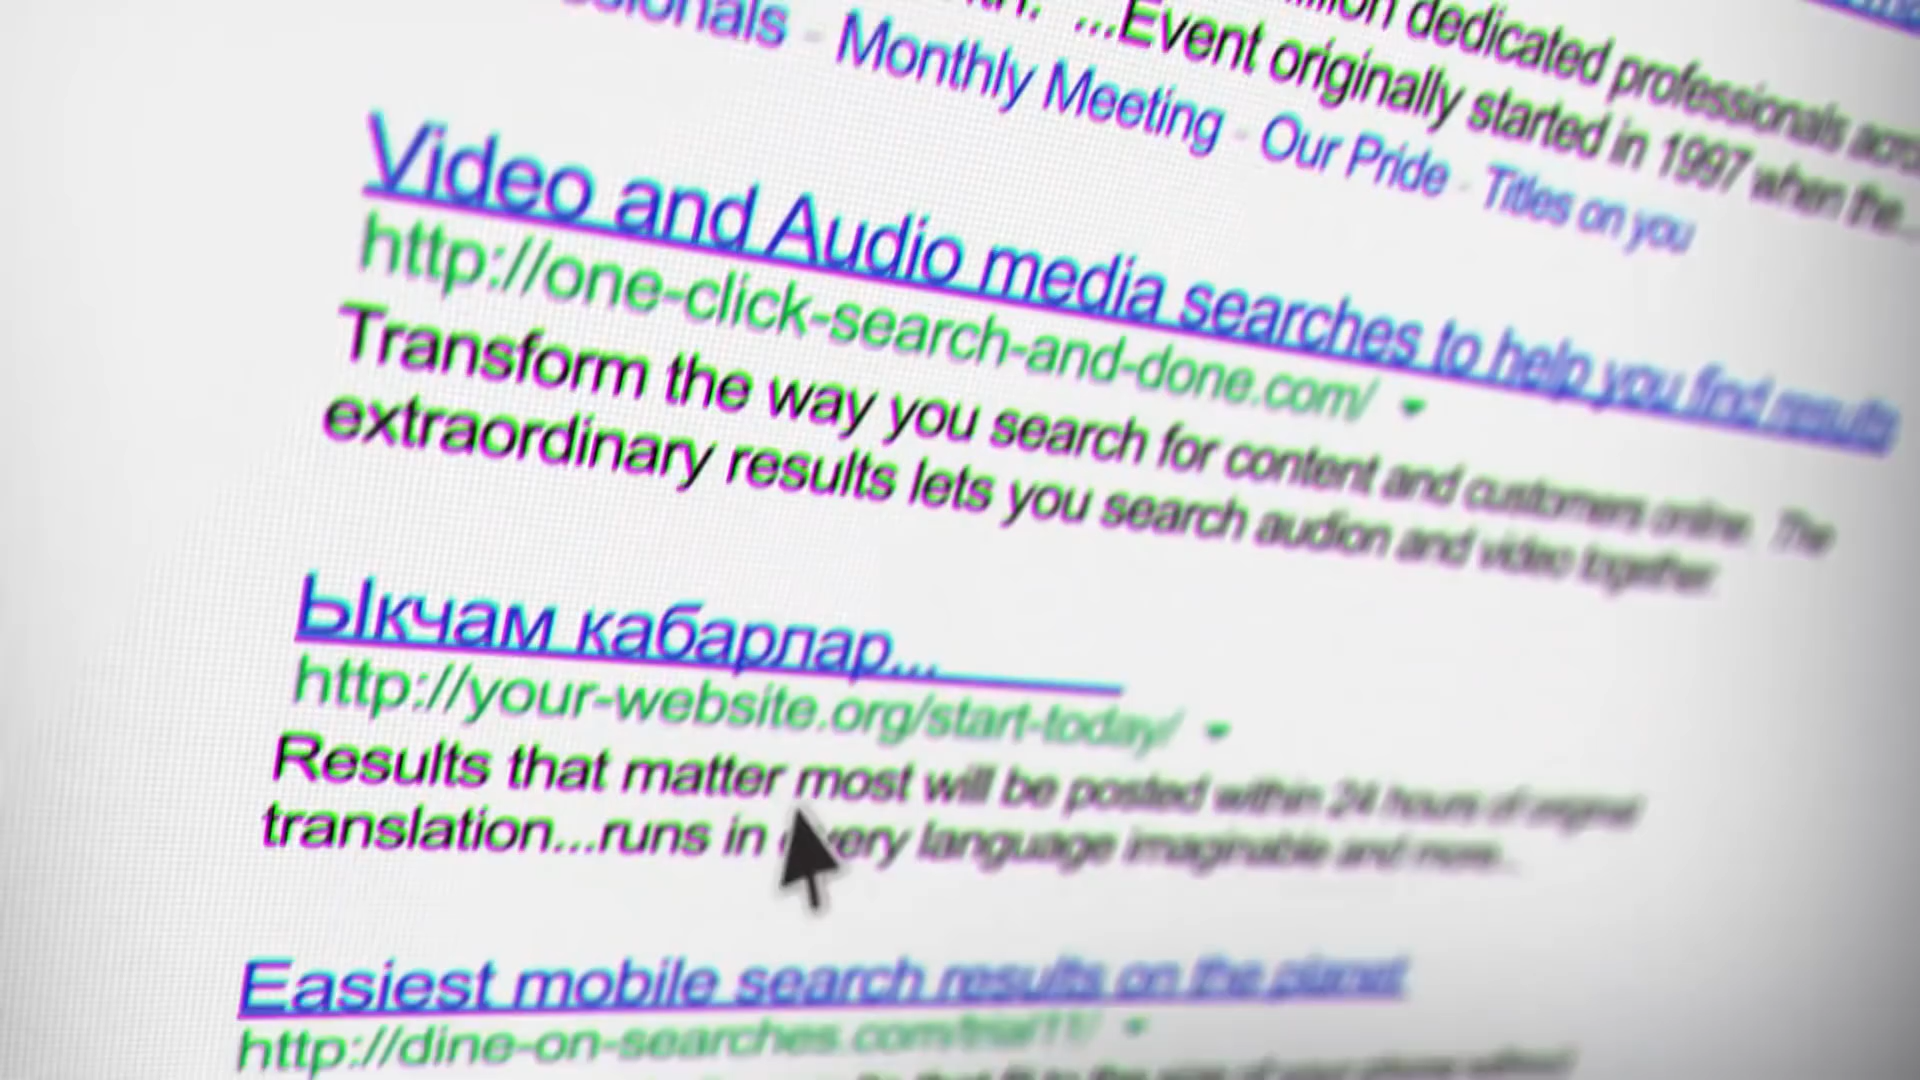 dedicated professionals
...Event originally started in 1997 when the...
Monthly Meeting - Our Pride - Titles on you
Video and Audio media searches to help you find results
http://one-click-search-and-done.com/
Transform the way you search for content and customers online. The
extraordinary results lets you search audion and video together.
Ыкчам кабарлар...
http://your-website.org/start-today/
Results that matter most will be posted within 24 hours of original
translation...runs in every language imaginable and more...
Easiest mobile search results on the planet
http://dine-on-searches.com/trial11/